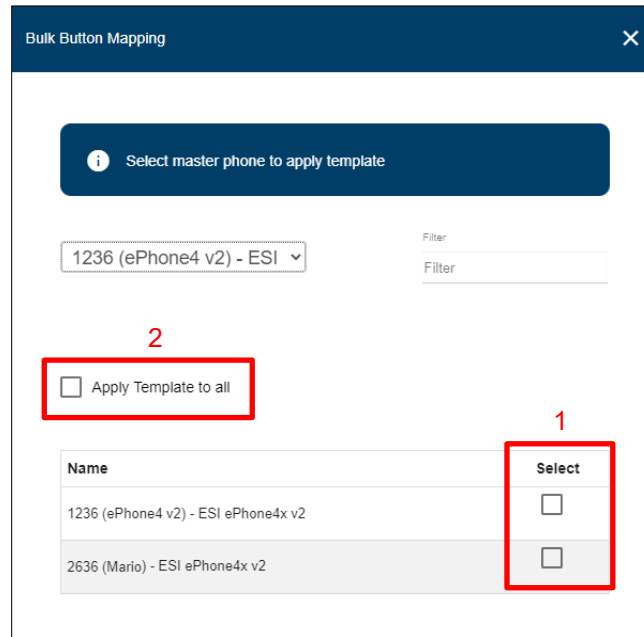 Bulk Button Mapping
Select master phone to apply template
1236 (ePhone4 v2) - ESI
Filter
Filter
2
Apply Template to all
1
Name Select
1236 (ePhone4 v2) - ESI ePhone4x v2
2636 (Mario) - ESI ePhone4x v2